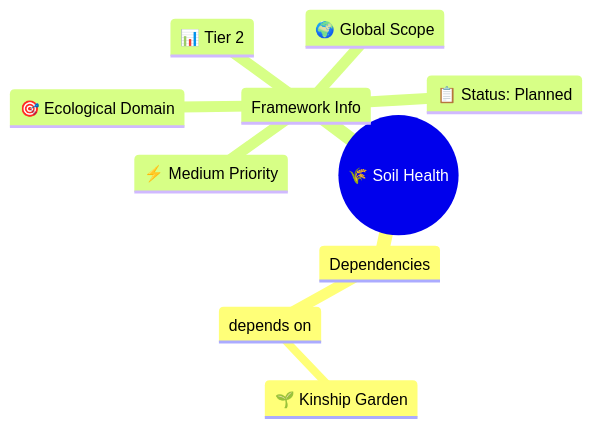 📊 Tier 2
🌍 Global Scope
🎯 Ecological Domain
Framework Info
📋 Status: Planned
⚡ Medium Priority
🌾 Soil Health
Dependencies
depends on
🌱 Kinship Garden